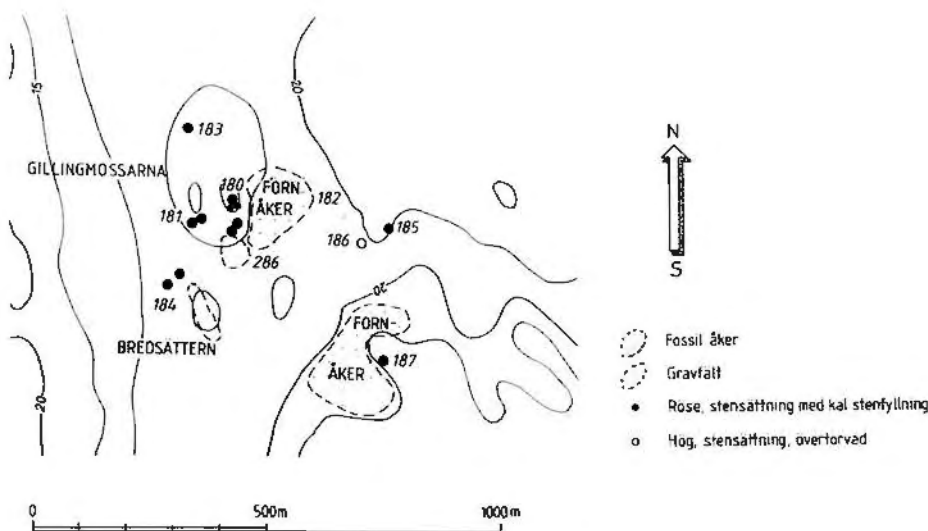 15
20
183
GILLINGMOSSARNA
180
FORN
ÅKER
182
181
186
185
286
184
20
FORN-
ÅKER
187
BREDSÄTTERN
20
N
S
Fossil åker
Gravfält
Röse, stensättning med kal stenfyllning
Hög, stensättning, övertorvad
0
500m
1000m